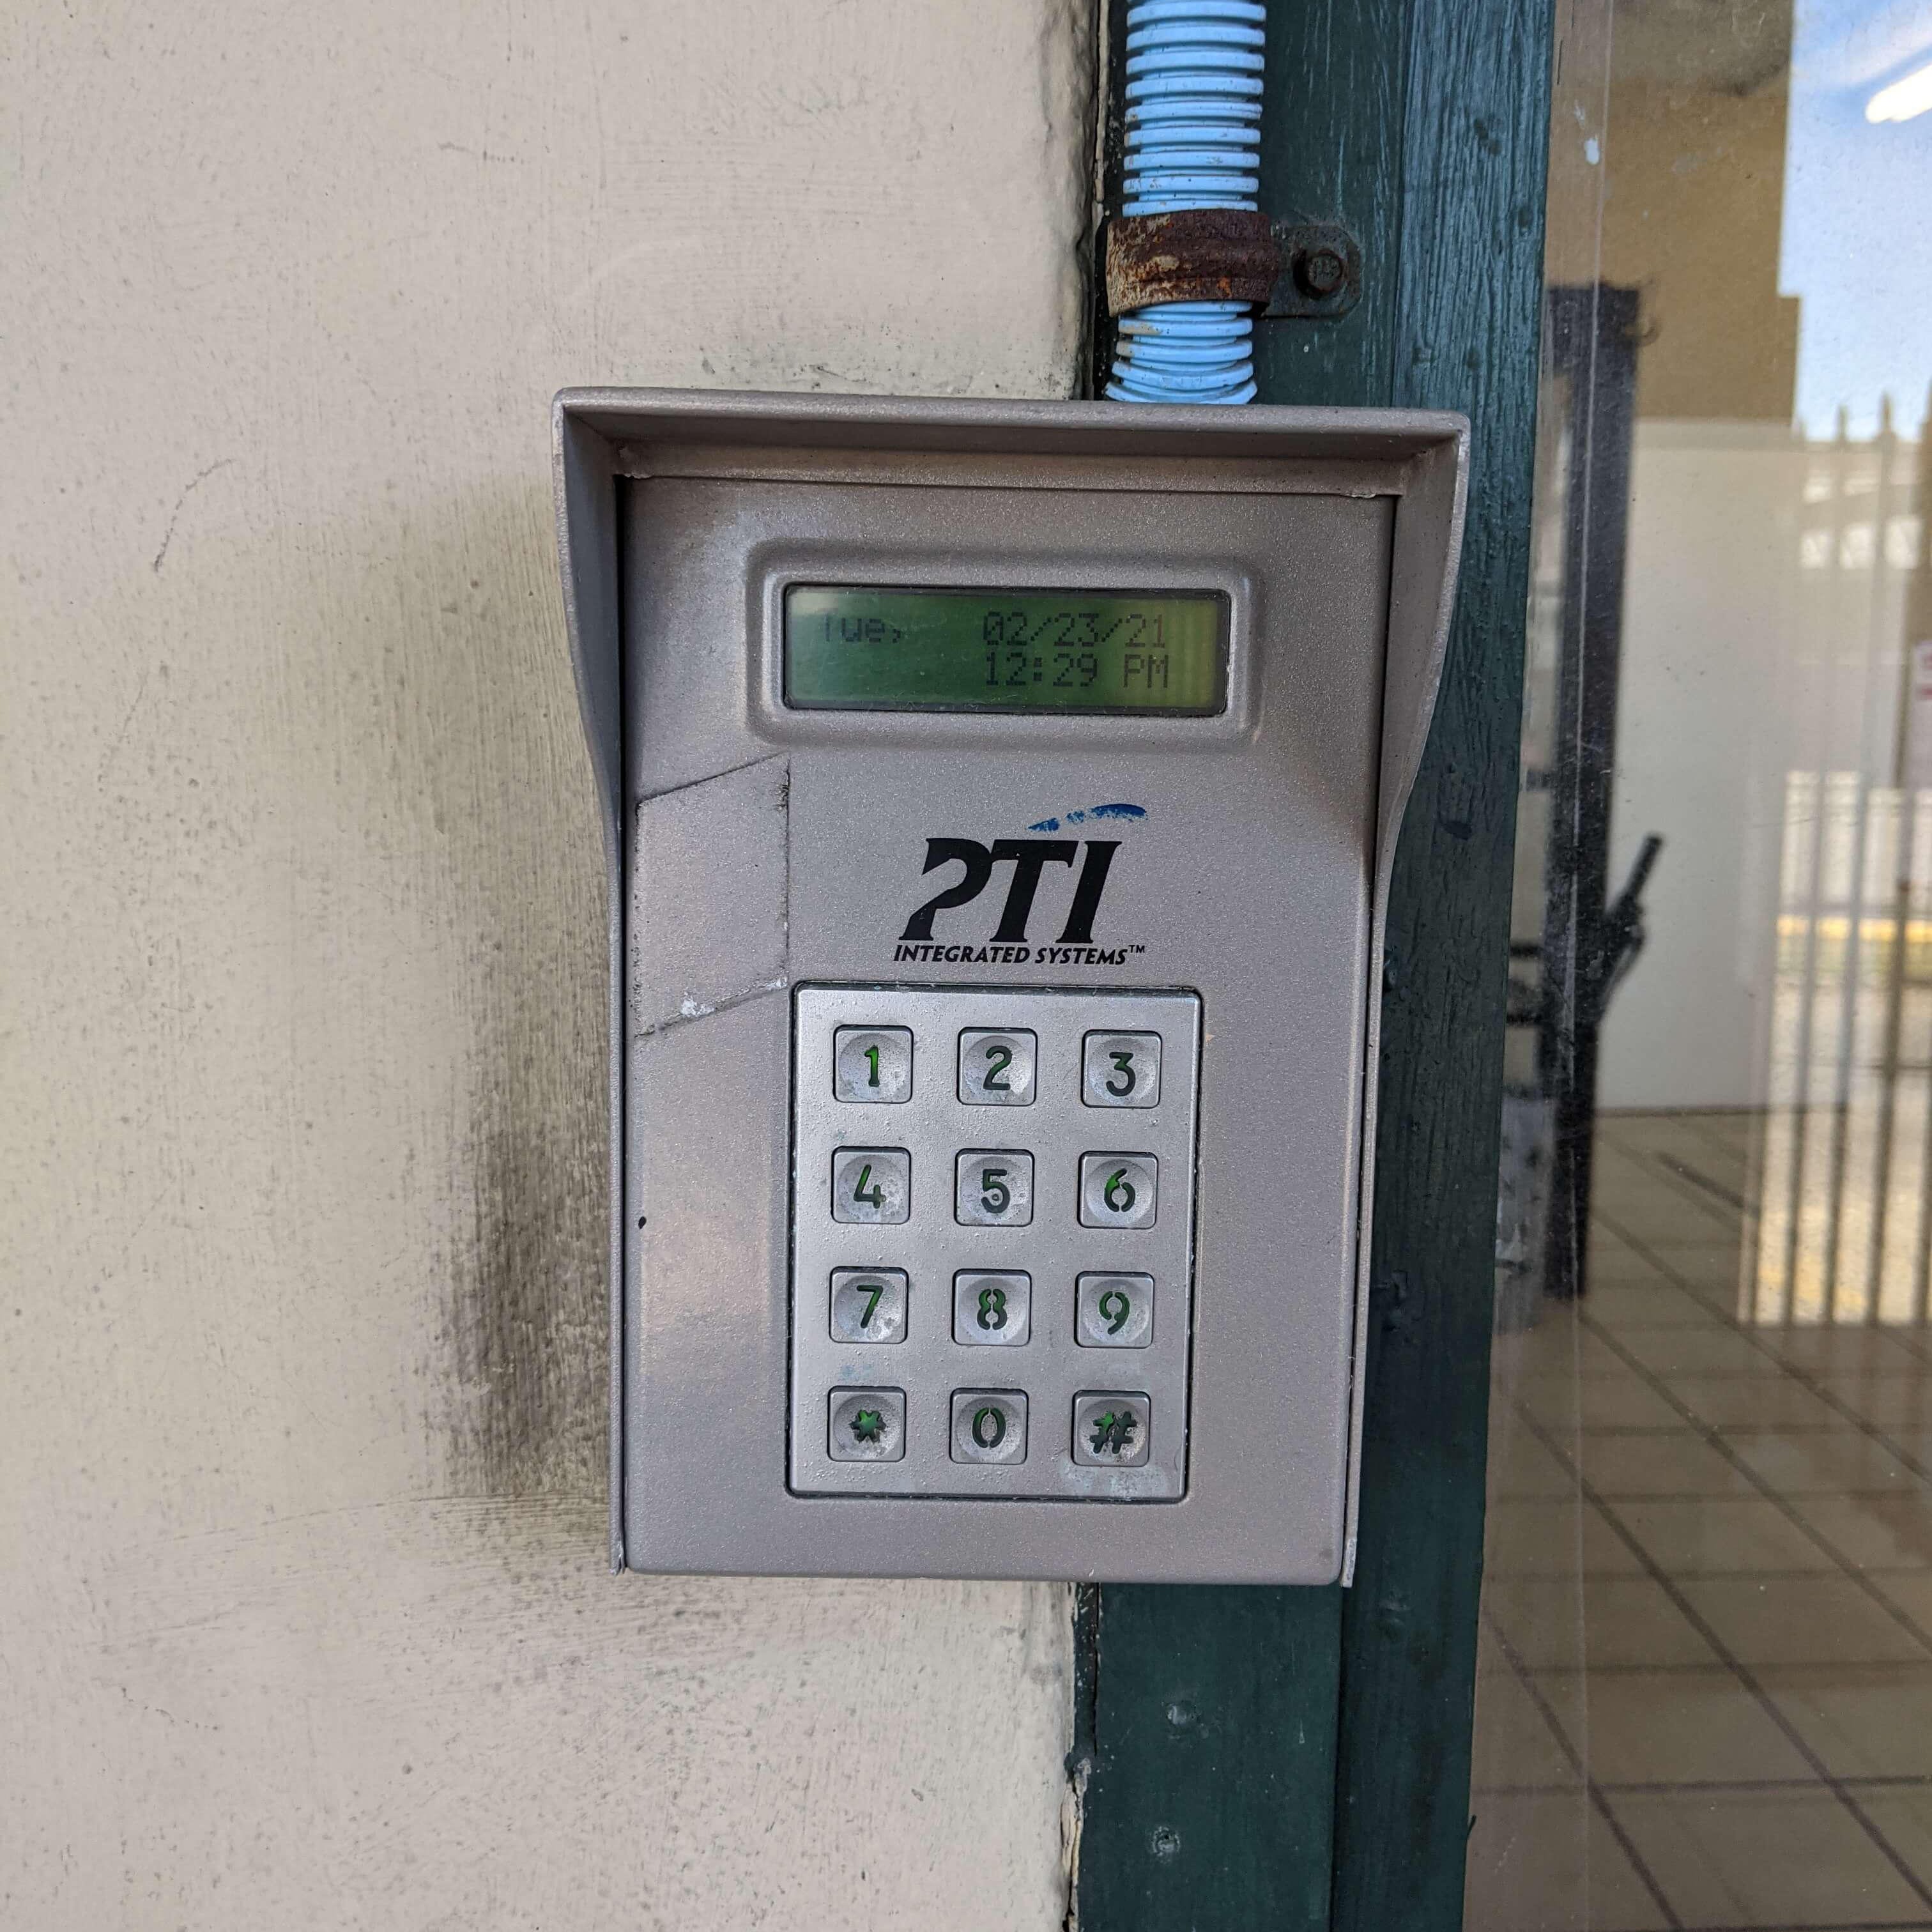 Tue, 02/23/21
12:29 PM
PTI
INTEGRATED SYSTEMS™
1 2 3
4 5 6
7 8 9
* 0 #